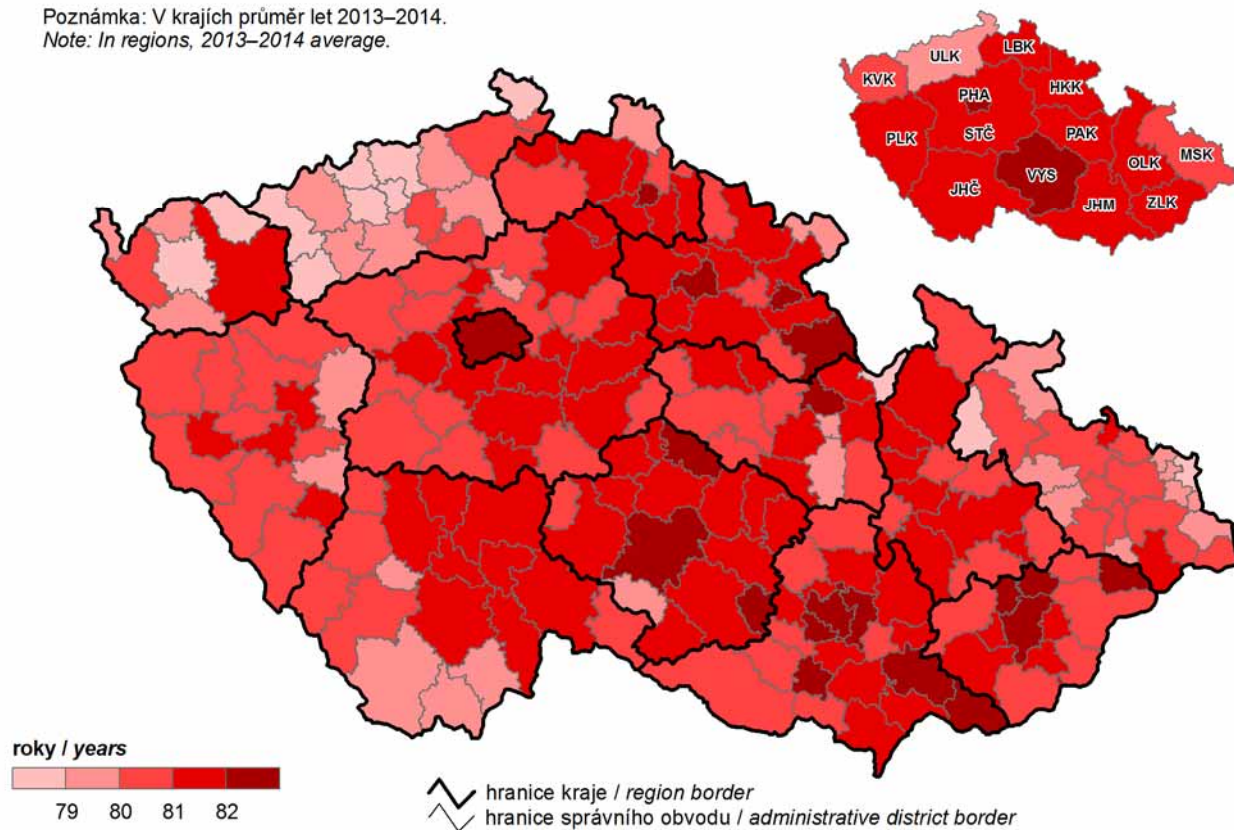 Poznámka: V krajích průměr let 2013–2014.
Note: In regions, 2013–2014 average.
LBK
ULK
KVK
HKK
PHA
PLK
STČ
PAK
MSK
OLK
VYS
JHČ
ZLK
JHM
roky / years
79 80 81 82
hranice kraje / region border
hranice správního obvodu / administrative district border